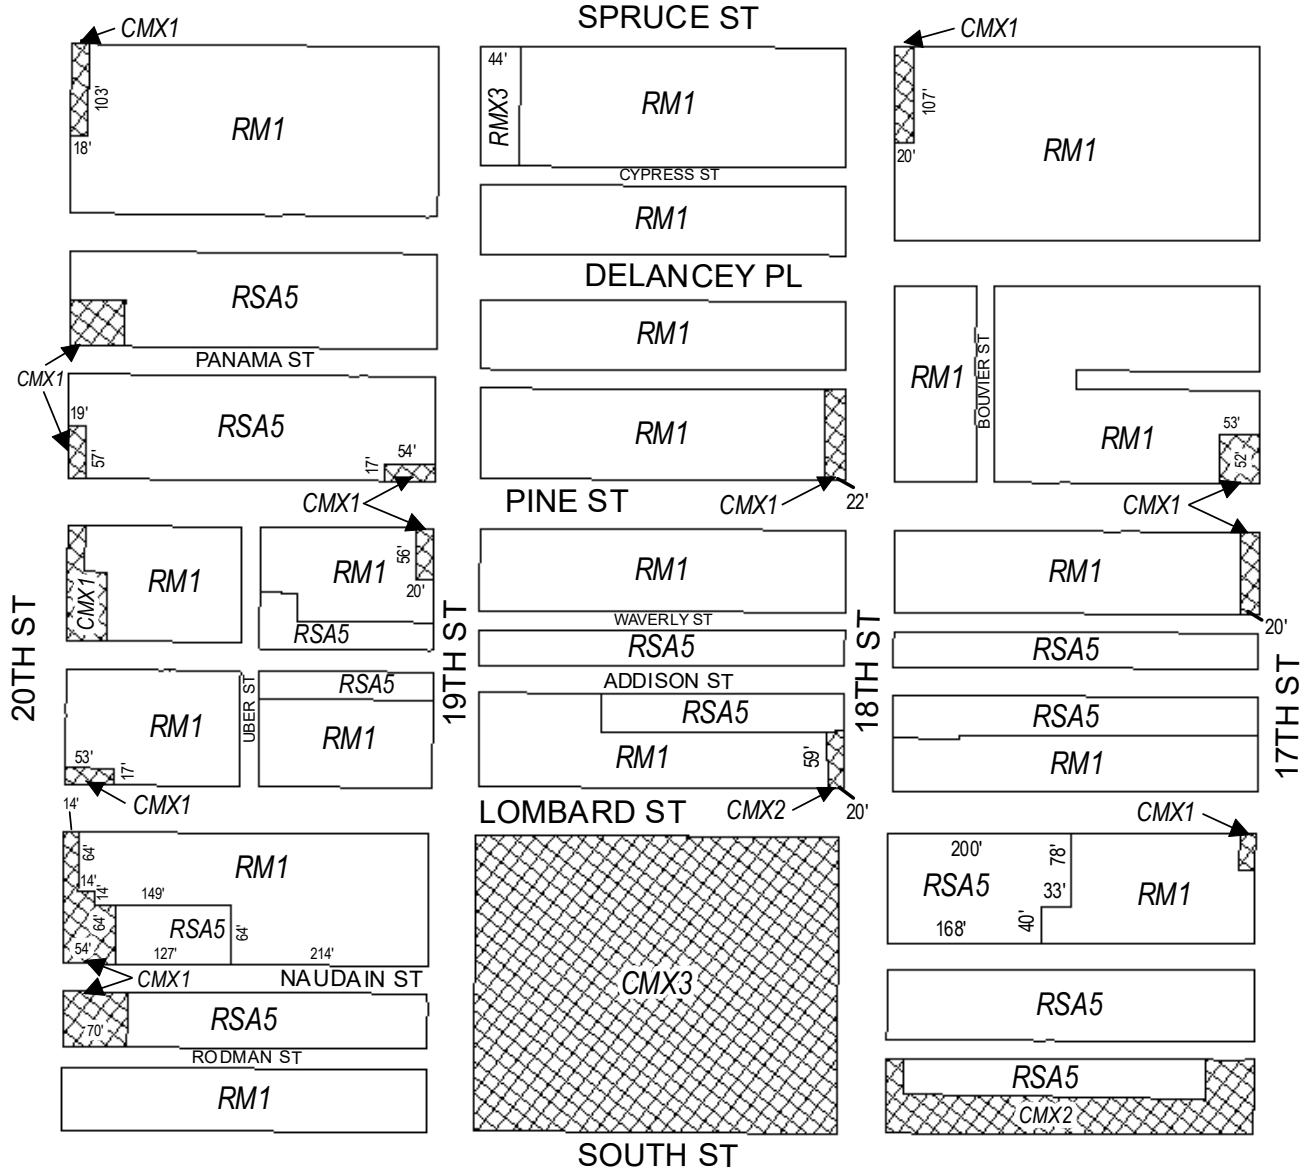 SPRUCE ST
CMX1
CMX1
44'
103'
RMX3
RM1
107'
RM1
18'
20'
RM1
CYPRESS ST
RM1
DELANCEY PL
RSA5
RM1
PANAMA ST
CMX1
BOUVIER ST
RM1
19'
RSA5
RM1
RM1
53'
57'
17'
54'
52'
CMX1
PINE ST
CMX1
22'
CMX1
CMX1
RM1
RM1
56'
20'
RM1
RM1
20TH ST
RSA5
19TH ST
WAVERLY ST
18TH ST
20'
RSA5
RSA5
17TH ST
UBER ST
RSA5
ADDISON ST
RM1
RM1
RSA5
RSA5
53'
17'
RM1
59'
RM1
CMX1
LOMBARD ST
CMX2
20'
CMX1
14'
64'
RM1
200'
78'
14'
14'
149'
RSA5
33'
RM1
64'
RSA5
64'
168'
40'
54'
127'
214'
CMX1
NAUDAIN ST
CMX3
70'
RSA5
RSA5
RODMAN ST
RM1
RSA5
CMX2
SOUTH ST